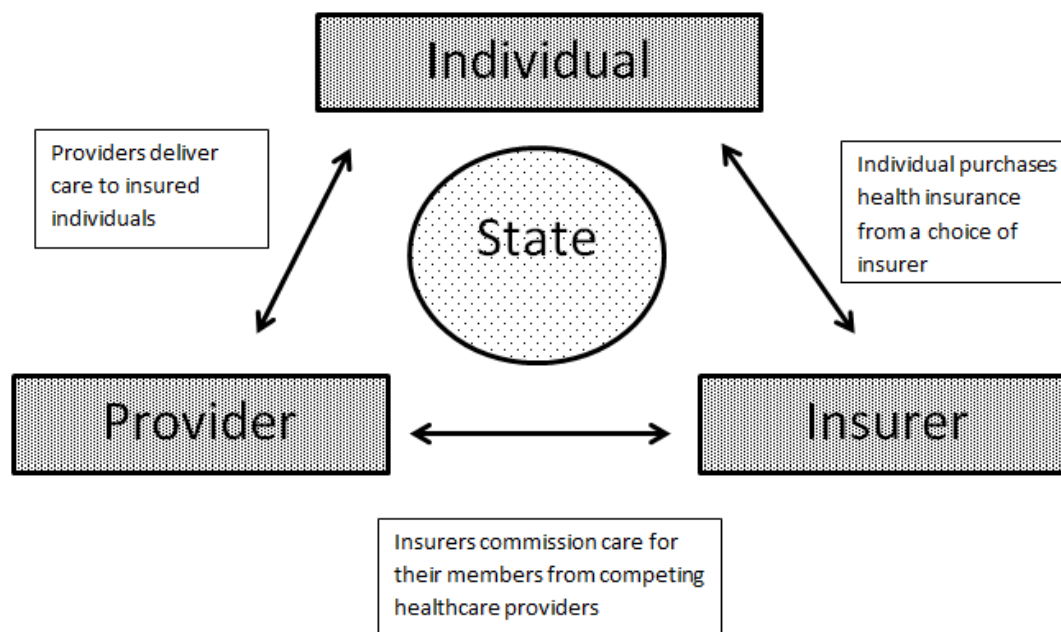 Individual
Providers deliver
care to insured
individuals
State
Individual purchases
health insurance
from a choice of
insurer
Provider
Insurer
Insurers commission care for
their members from competing
healthcare providers